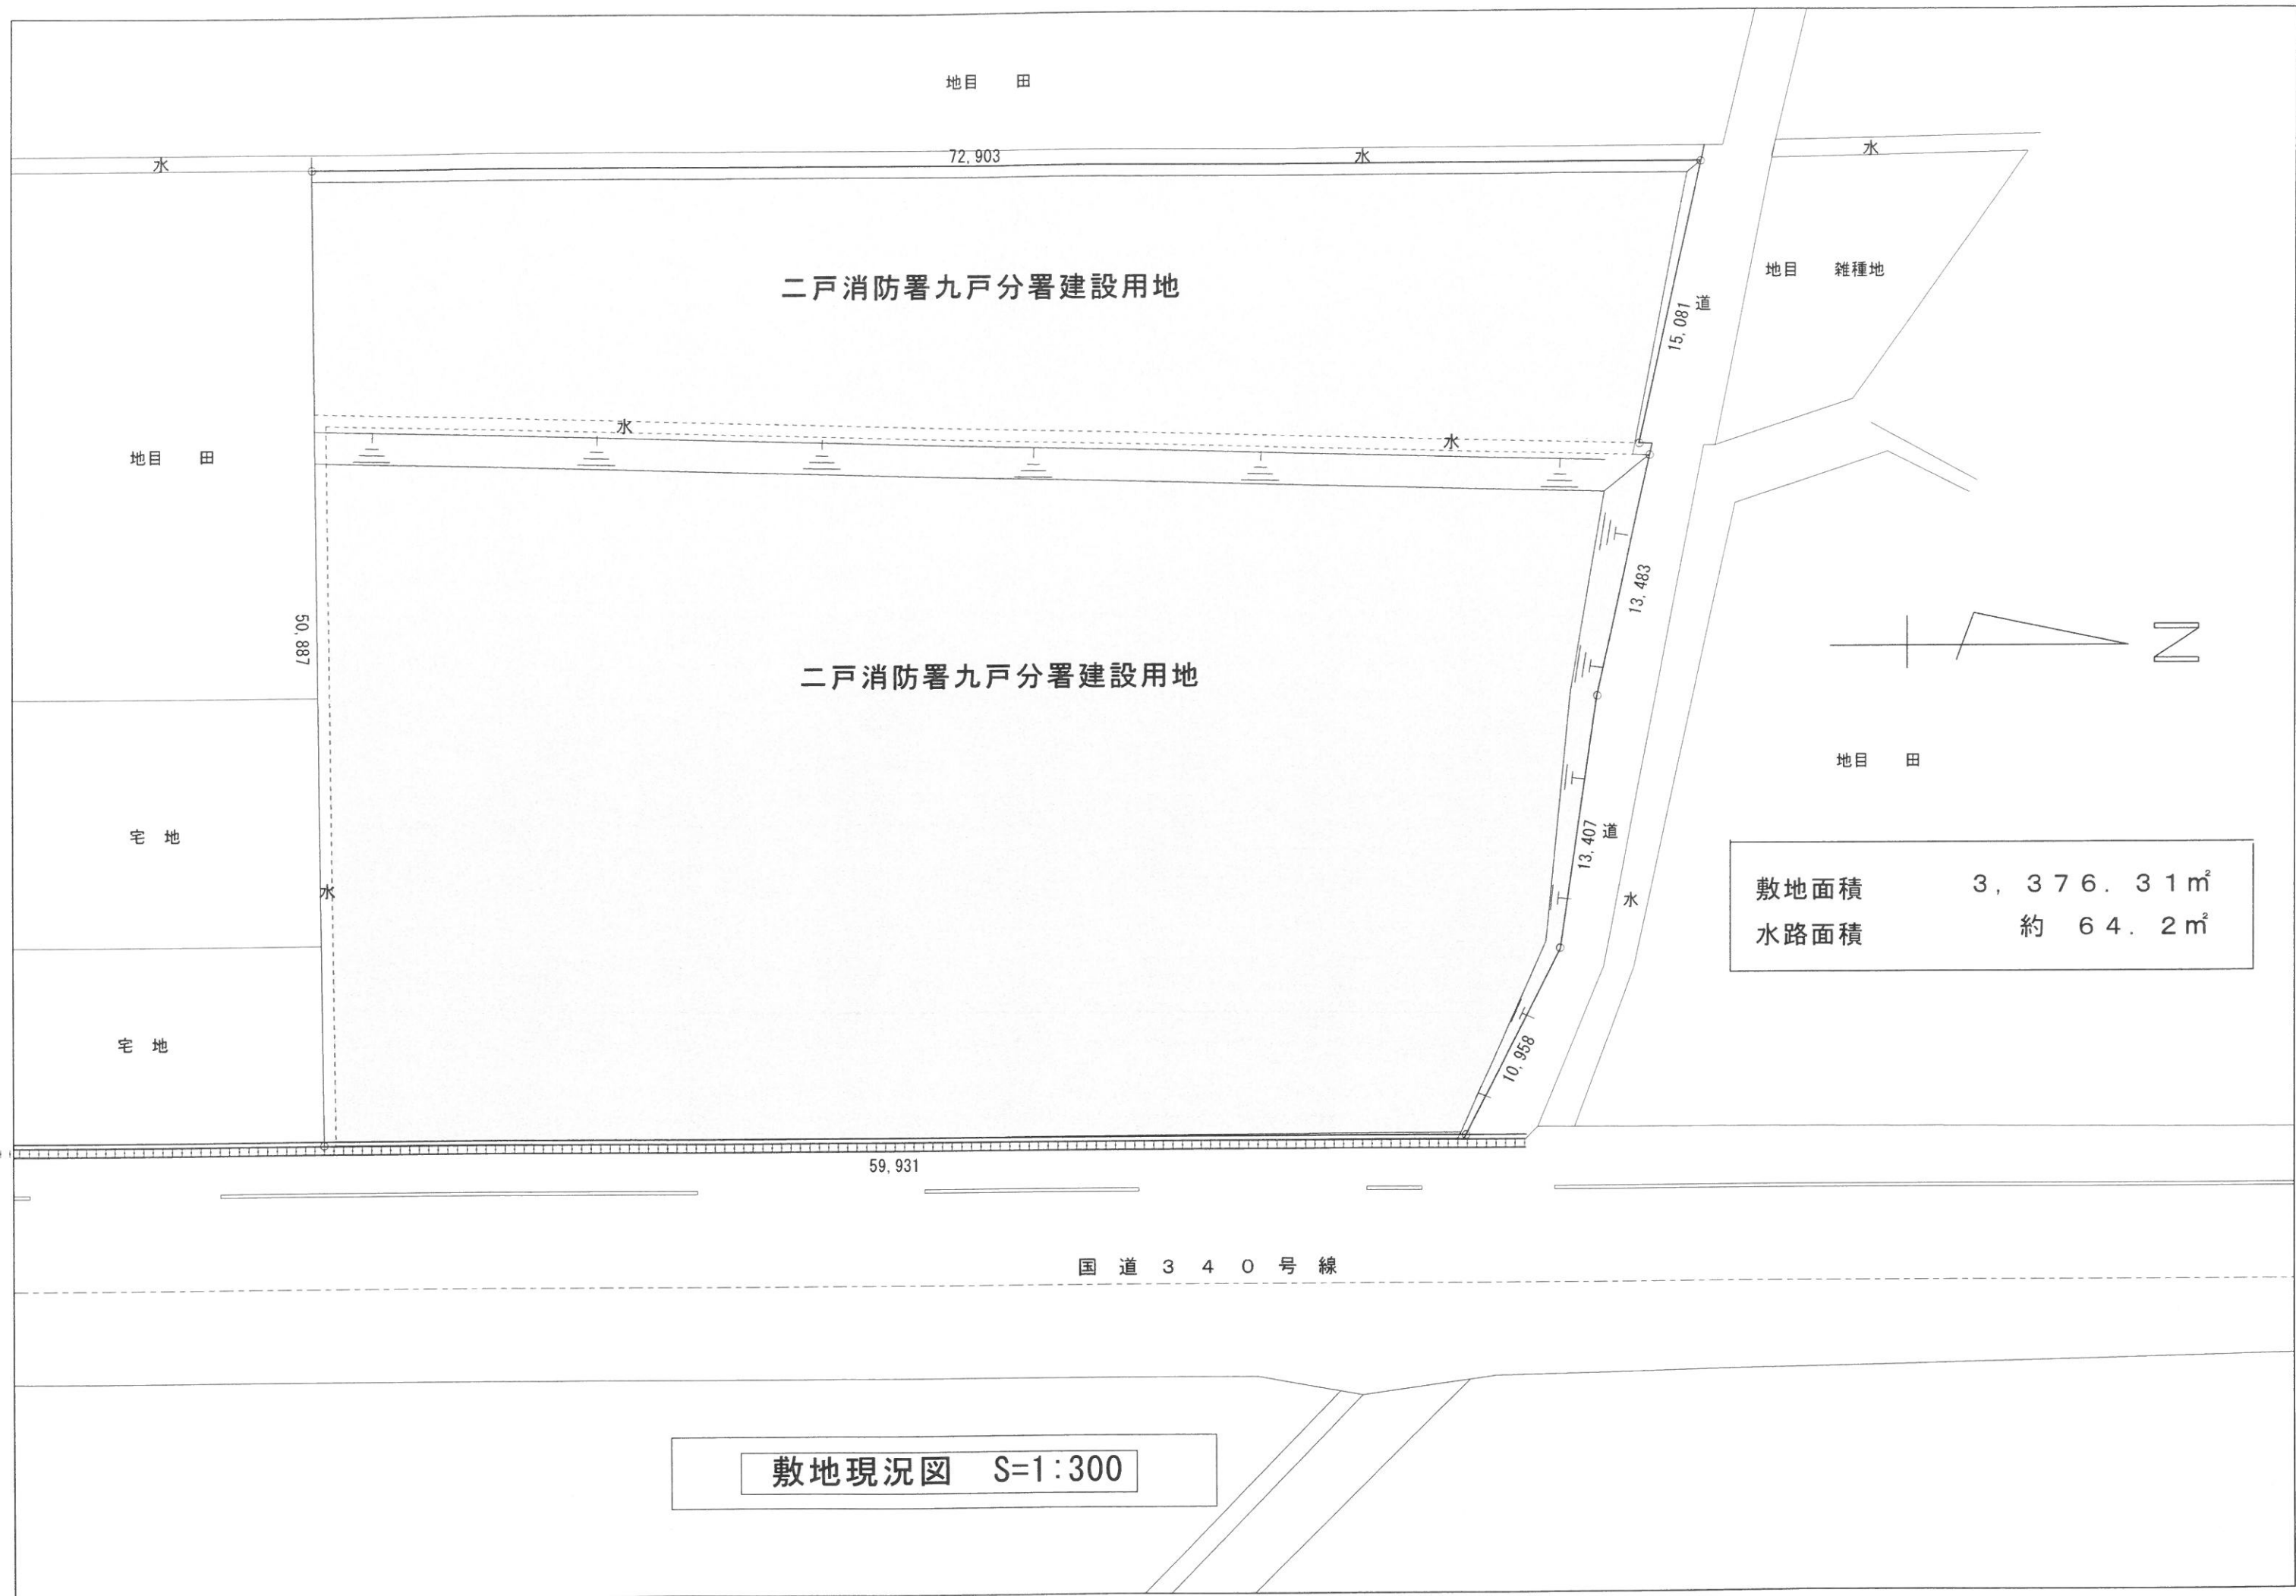 地目　田
水
72,903
水
水
二戸消防署九戸分署建設用地
地目　雑種地
道
15,081
水
水
地目　田
13,483
50,887
N
二戸消防署九戸分署建設用地
地目　田
宅　地
13,407
道
水
水
敷地面積　3，376．31㎡
水路面積　約　64．2㎡
宅　地
10,958
59,931
国道340号線
敷地現況図　S=1:300